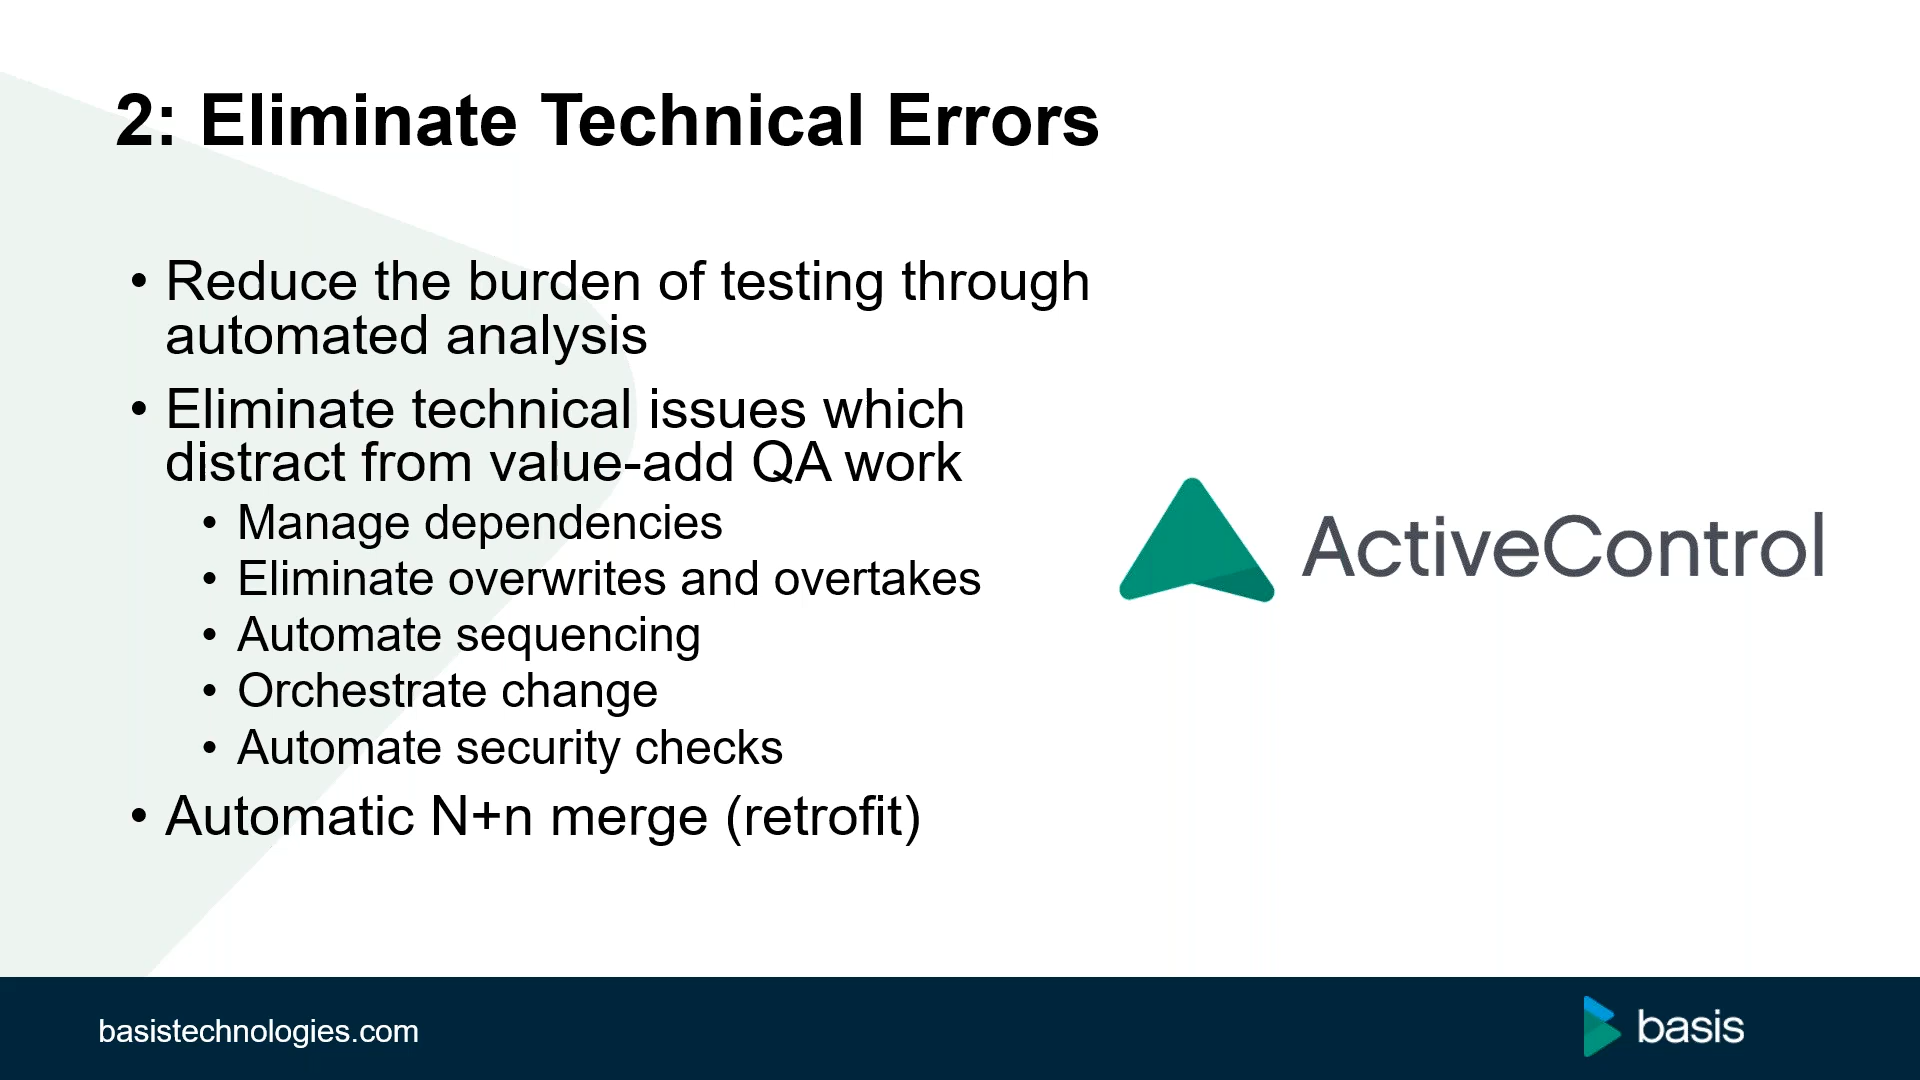 2: Eliminate Technical Errors
• Reduce the burden of testing through
automated analysis
• Eliminate technical issues which
distract from value-add QA work
• Manage dependencies
• Eliminate overwrites and overtakes
• Automate sequencing
• Orchestrate change
• Automate security checks
• Automatic N+n merge (retrofit)
ActiveControl
basistechnologies.com
basis